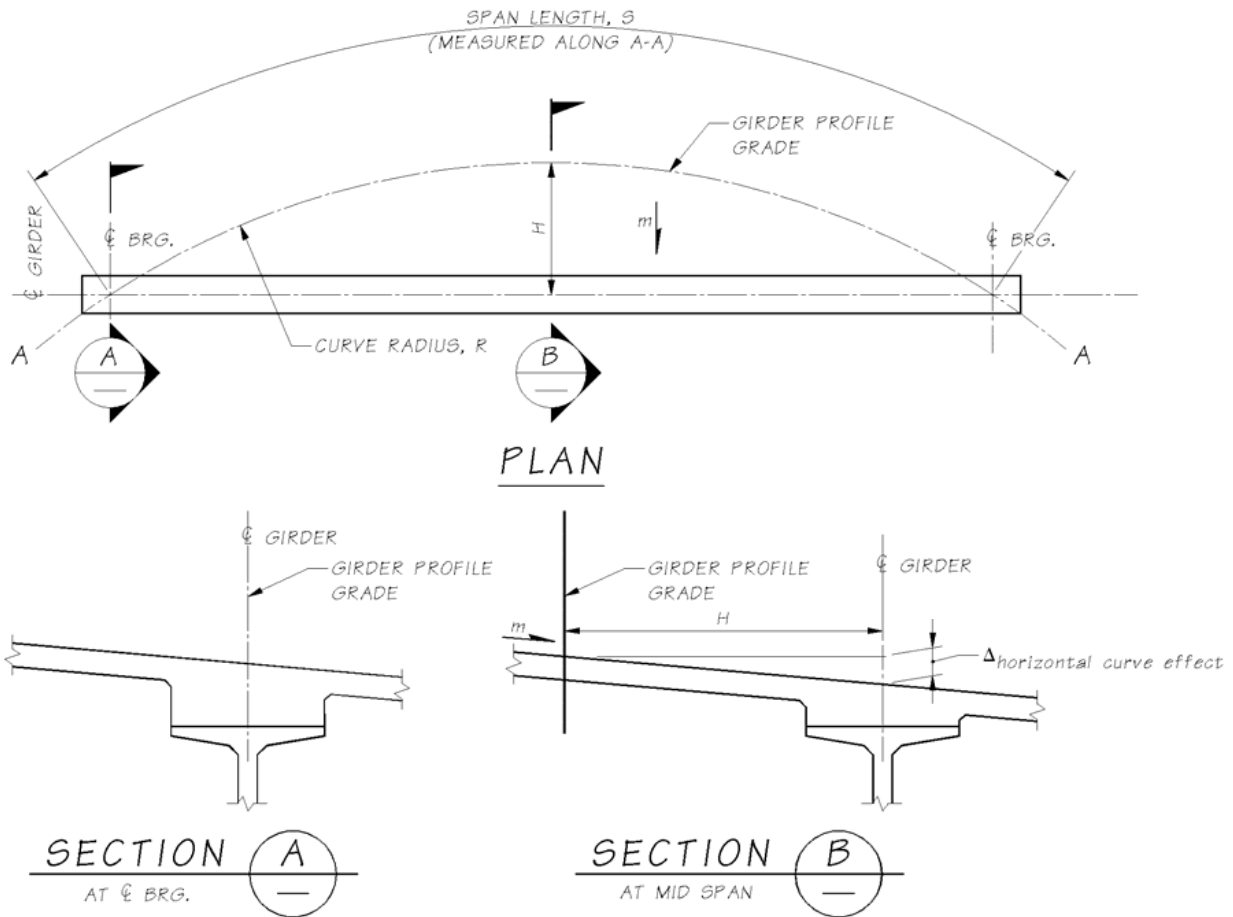 SPAN LENGTH, S
(MEASURED ALONG A-A)
GIRDER PROFILE
GRADE
℄ GIRDER
℄ BRG.
H
m
℄ BRG.
A
A
CURVE RADIUS, R
B
A
PLAN
℄ GIRDER
GIRDER PROFILE
GRADE
GIRDER PROFILE
GRADE
℄ GIRDER
m
H
Δhorizontal curve effect
SECTION A
AT ℄ BRG.
SECTION B
AT MID SPAN